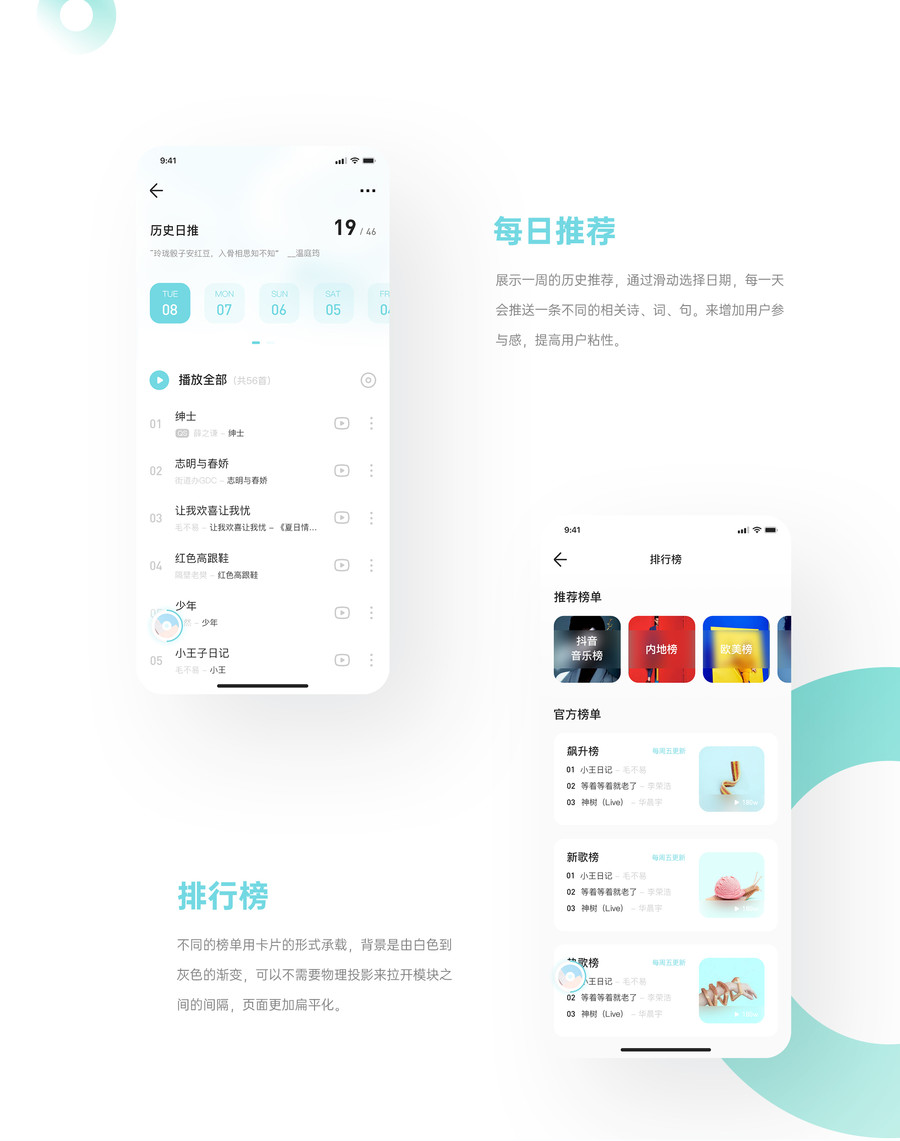 9:41
历史日推
19 / 46
“玲珑骰子安红豆，入骨相思知不知” __温庭筠
TUE
08
MON
07
SUN
06
SAT
05
FR
播放全部（共56首）
01
绅士
薛之谦 – 绅士
02
志明与春娇
街道办GDC – 志明与春娇
03
让我欢喜让我忧
毛不易 – 让我欢喜让我忧 – 《夏日情...
04
红色高跟鞋
隔壁老樊 – 红色高跟鞋
少年
然 – 少年
05
小王子日记
毛不易 – 小王
每日推荐
展示一周的历史推荐，通过滑动选择日期，每一天
会推送一条不同的相关诗、词、句。来增加用户参
与感，提高用户粘性。
9:41
排行榜
推荐榜单
抖音
音乐榜
内地榜
欧美榜
官方榜单
飙升榜
每周五更新
01 小王日记 – 毛不易
02 等着等着就老了 – 李荣浩
03 神树（Live） – 华晨宇
新歌榜
每周五更新
01 小王日记 – 毛不易
02 等着等着就老了 – 李荣浩
03 神树（Live） – 华晨宇
热歌榜
每周五更新
小王日记 – 毛不易
02 等着等着就老了 – 李荣浩
03 神树（Live） – 华晨宇
排行榜
不同的榜单用卡片的形式承载，背景是由白色到
灰色的渐变，可以不需要物理投影来拉开模块之
间的间隔，页面更加扁平化。